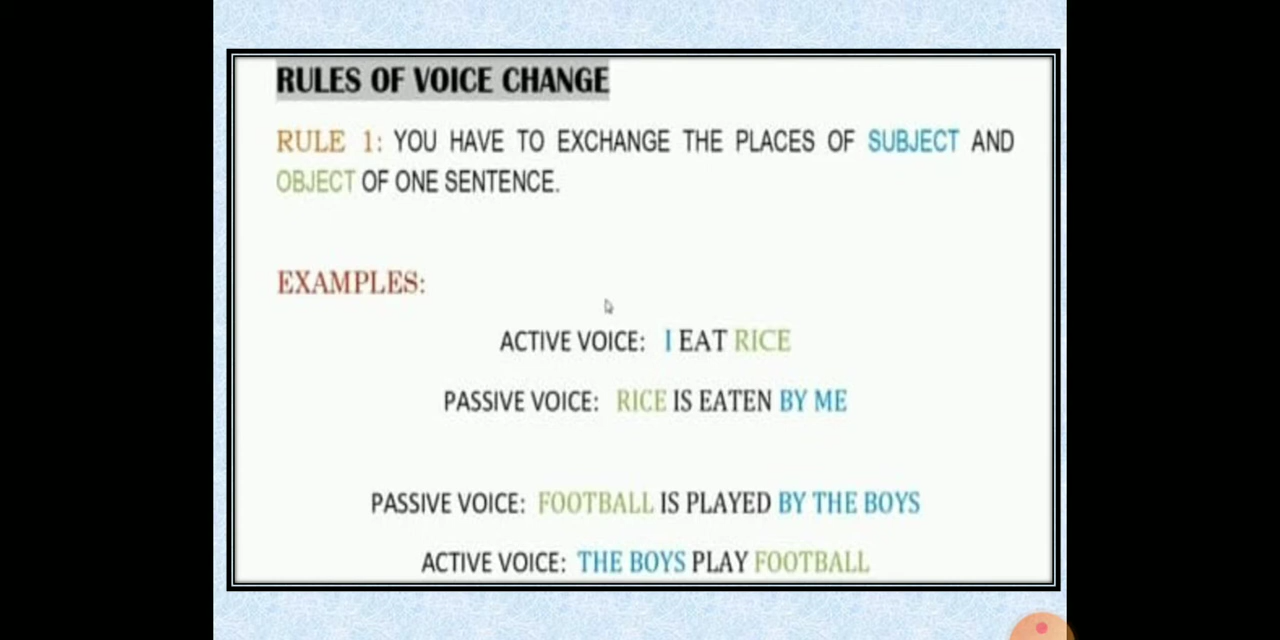 RULES OF VOICE CHANGE
RULE 1: YOU HAVE TO EXCHANGE THE PLACES OF SUBJECT AND
OBJECT OF ONE SENTENCE.
EXAMPLES:
ACTIVE VOICE: I EAT RICE
PASSIVE VOICE: RICE IS EATEN BY ME
PASSIVE VOICE: FOOTBALL IS PLAYED BY THE BOYS
ACTIVE VOICE: THE BOYS PLAY FOOTBALL